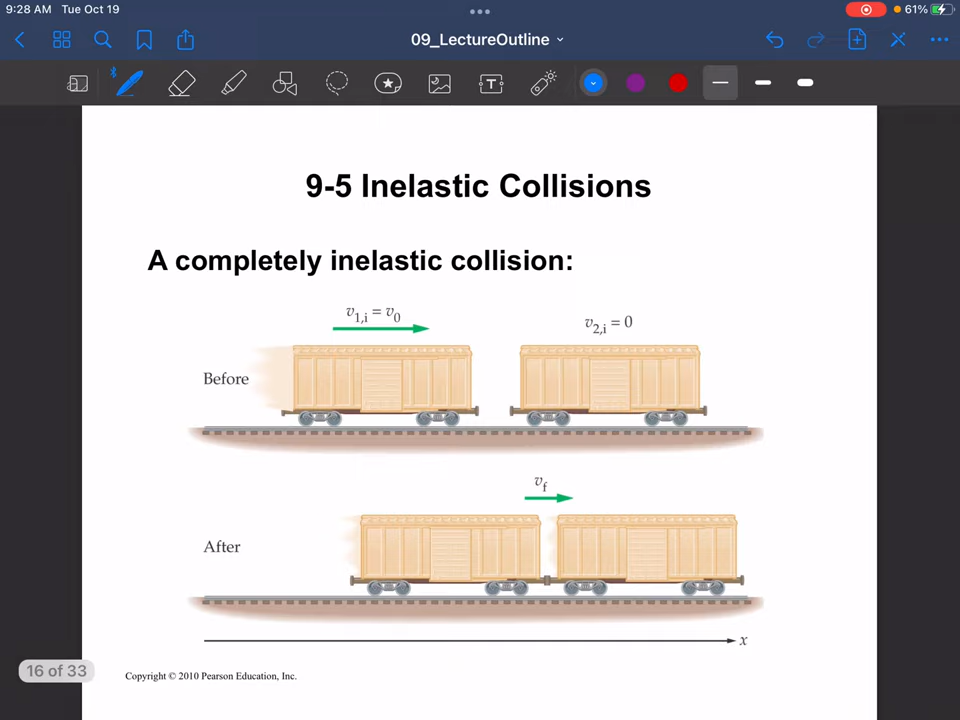 9:28 AM Tue Oct 19
61%
09_LectureOutline
T
9-5 Inelastic Collisions
A completely inelastic collision:
v1,i = v0
v2,i = 0
Before
vf
After
x
16 of 33
Copyright © 2010 Pearson Education, Inc.